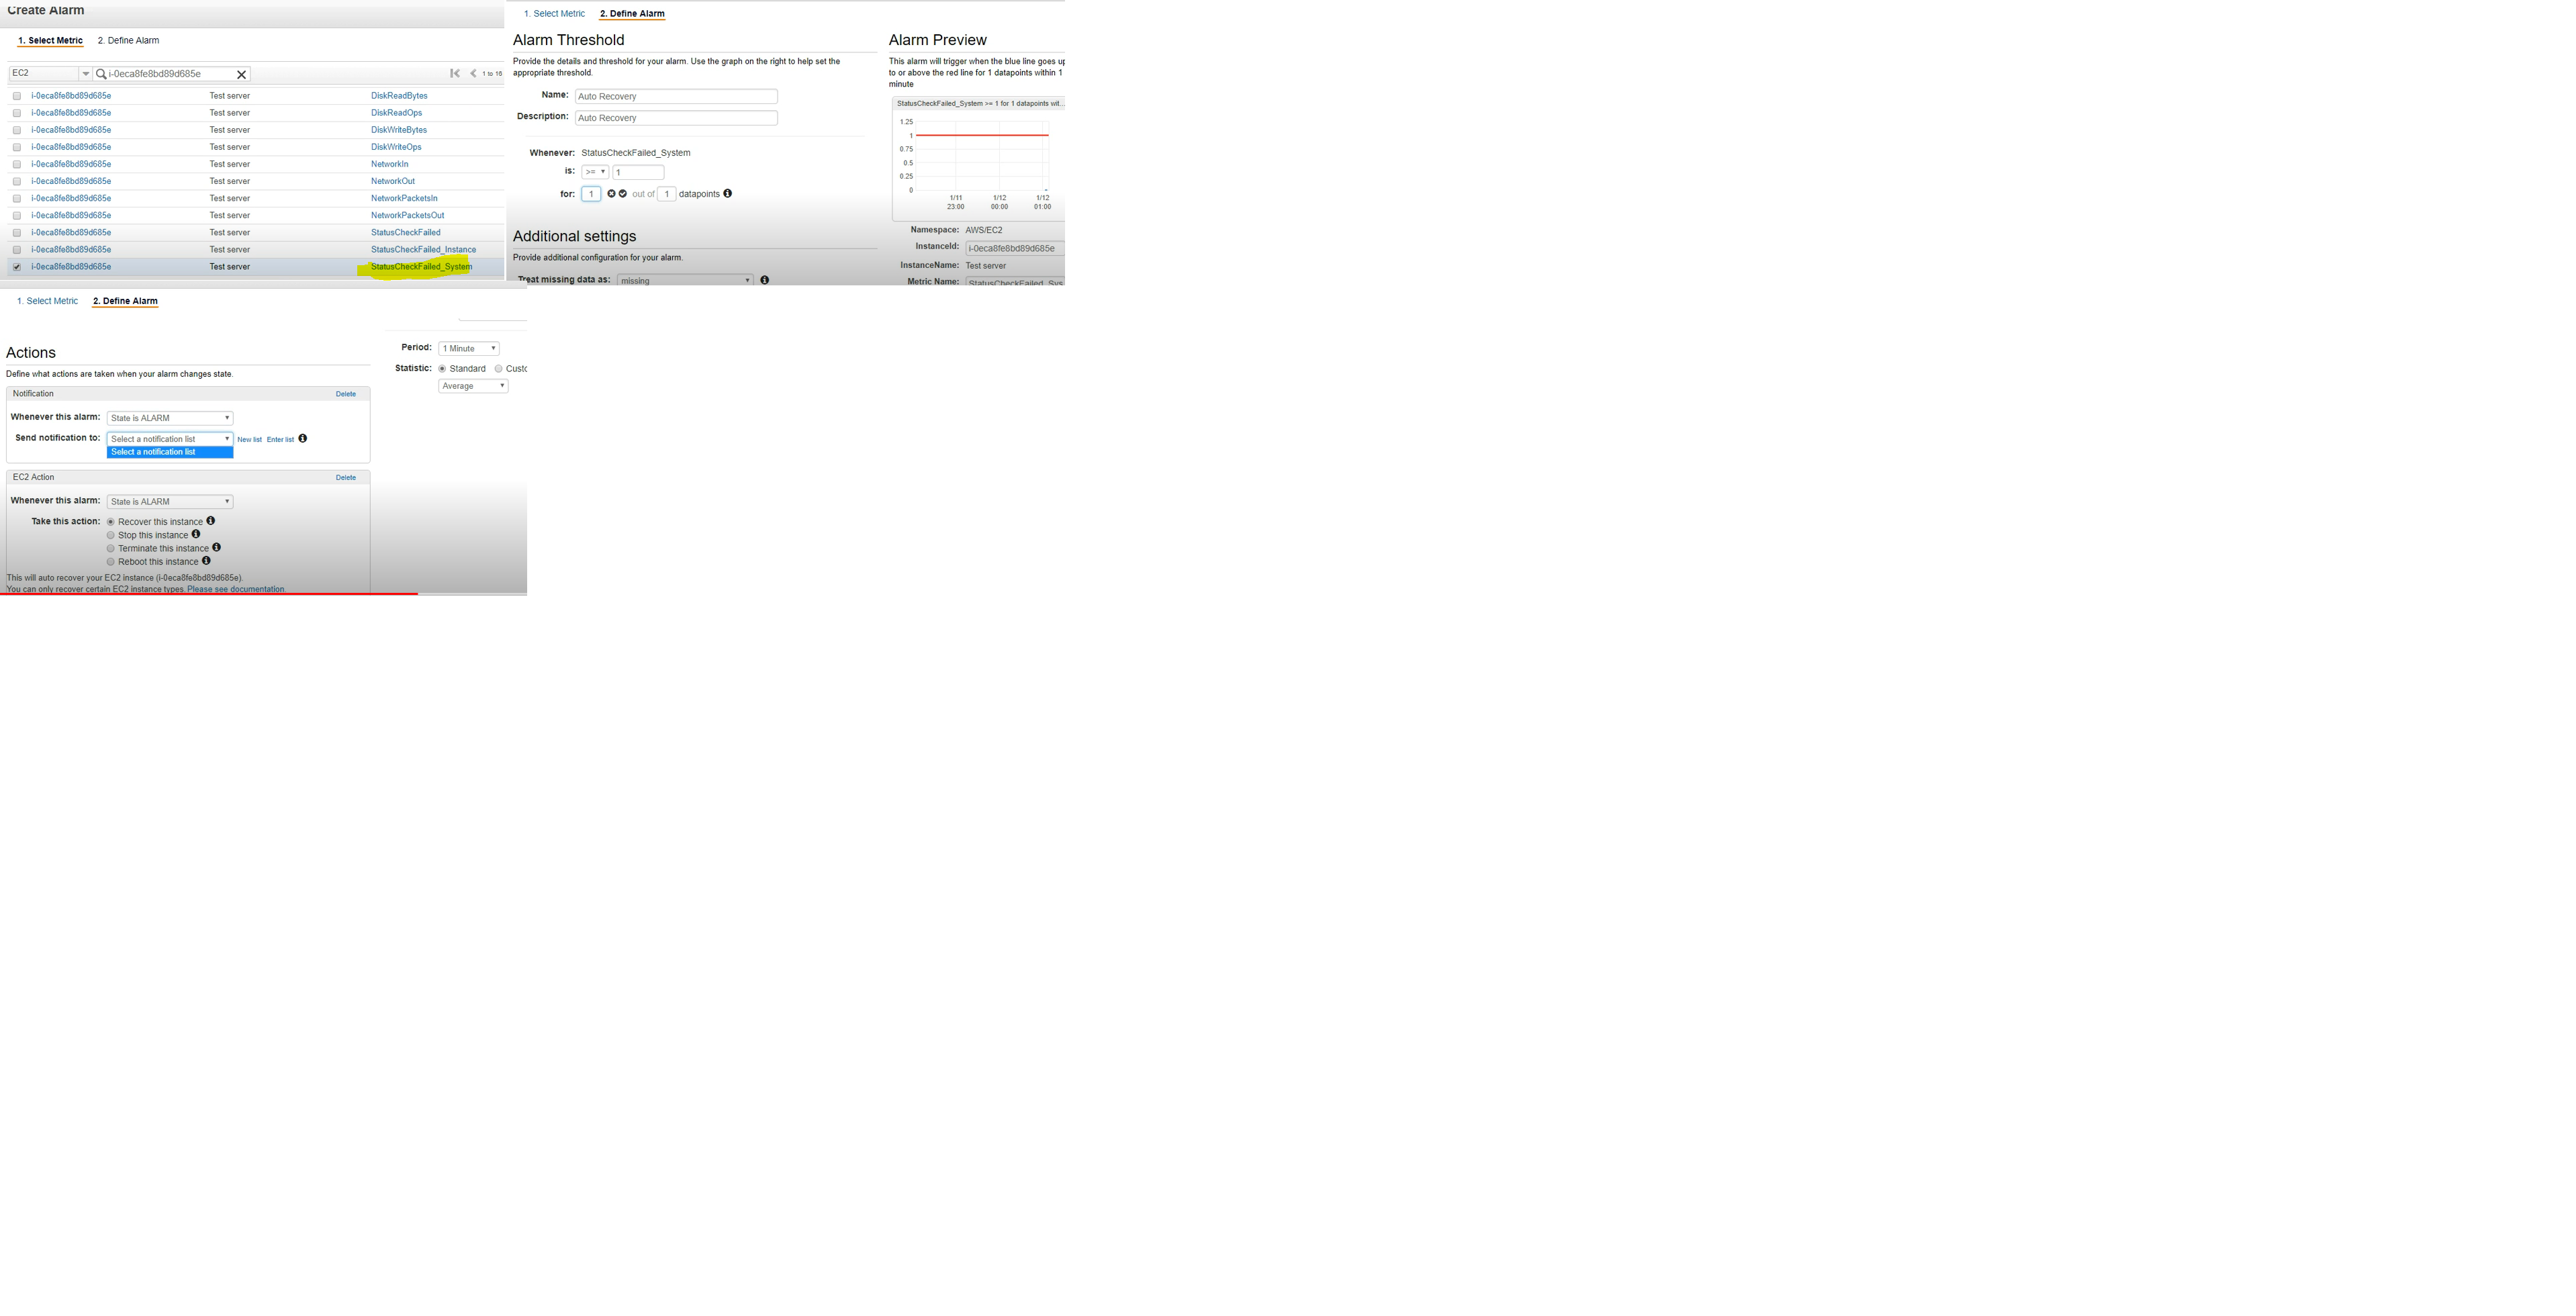 Create Alarm
1. Select Metric 2. Define Alarm
EC2 i-0eca8fe8bd89d685e 1 to 16
i-0eca8fe8bd89d685e Test server DiskReadBytes
i-0eca8fe8bd89d685e Test server DiskReadOps
i-0eca8fe8bd89d685e Test server DiskWriteBytes
i-0eca8fe8bd89d685e Test server DiskWriteOps
i-0eca8fe8bd89d685e Test server NetworkIn
i-0eca8fe8bd89d685e Test server NetworkOut
i-0eca8fe8bd89d685e Test server NetworkPacketsIn
i-0eca8fe8bd89d685e Test server NetworkPacketsOut
i-0eca8fe8bd89d685e Test server StatusCheckFailed
i-0eca8fe8bd89d685e Test server StatusCheckFailed_Instance
i-0eca8fe8bd89d685e Test server StatusCheckFailed_System
1. Select Metric 2. Define Alarm
Alarm Threshold
Provide the details and threshold for your alarm. Use the graph on the right to help set the
appropriate threshold.
Name: Auto Recovery
Description: Auto Recovery
Whenever: StatusCheckFailed_System
is: >= 1
for: 1 out of 1 datapoints
Additional settings
Provide additional configuration for your alarm.
Treat missing data as: missing
Alarm Preview
This alarm will trigger when the blue line goes up
to or above the red line for 1 datapoints within 1
minute
StatusCheckFailed_System >= 1 for 1 datapoints wit...
1.25
1
0.75
0.5
0.25
0
1/11 1/12 1/12
23:00 00:00 01:00
Namespace: AWS/EC2
InstanceId: i-0eca8fe8bd89d685e
InstanceName: Test server
Metric Name: StatusCheckFailed_Sys
1. Select Metric 2. Define Alarm
Actions
Define what actions are taken when your alarm changes state.
Notification Delete
Whenever this alarm: State is ALARM
Send notification to: Select a notification list New list Enter list
Select a notification list
EC2 Action Delete
Whenever this alarm: State is ALARM
Take this action: Recover this instance
Stop this instance
Terminate this instance
Reboot this instance
This will auto recover your EC2 instance (i-0eca8fe8bd89d685e).
You can only recover certain EC2 instance types. Please see documentation.
Period: 1 Minute
Statistic: Standard Custo
Average